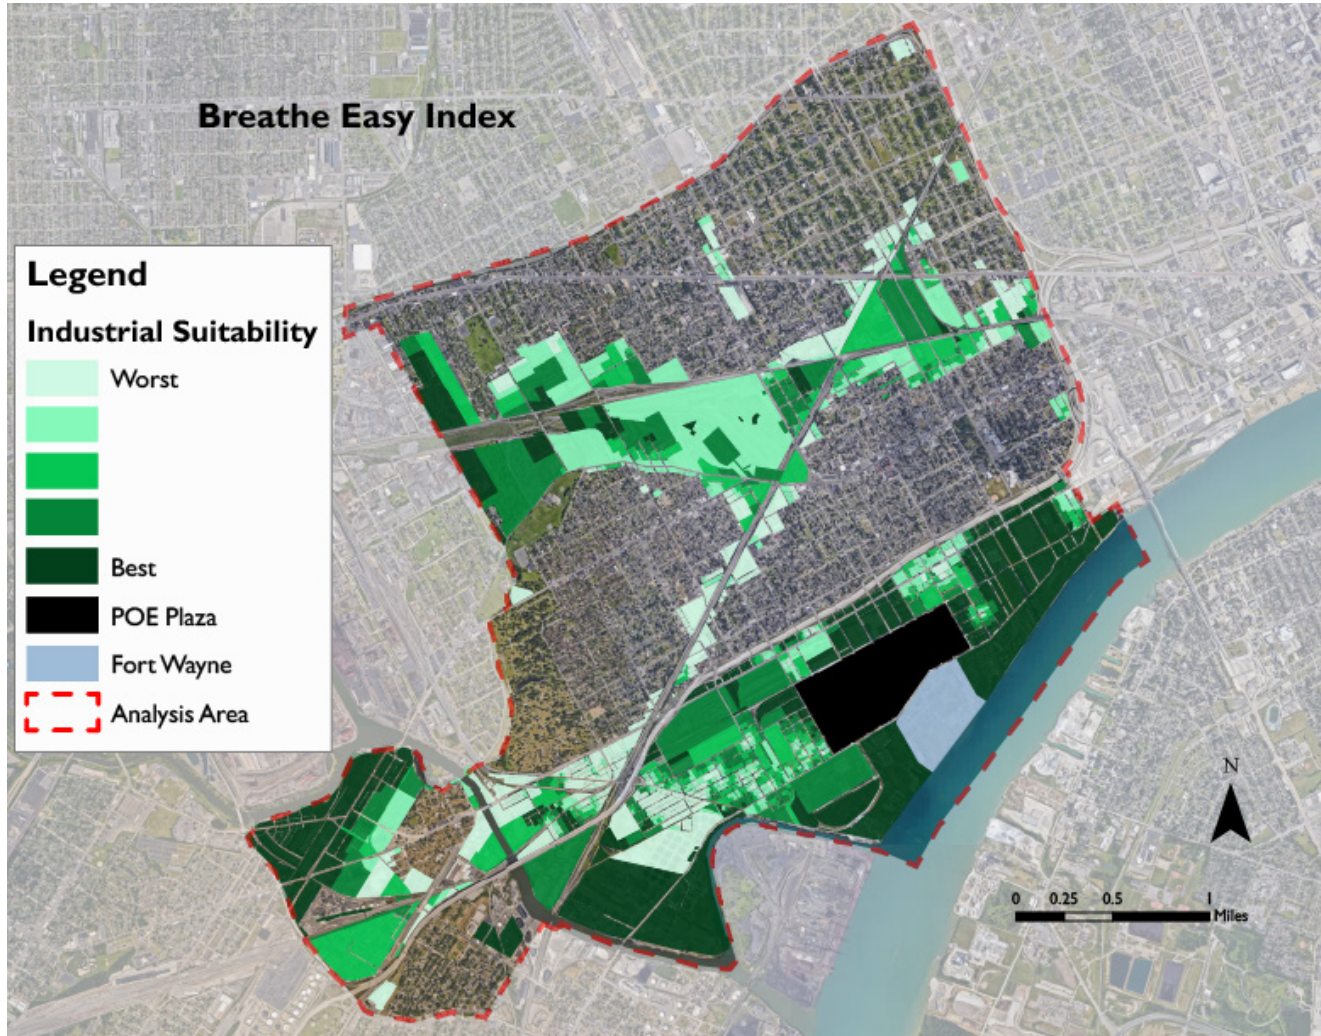 Breathe Easy Index
Legend
Industrial Suitability
Worst
Best
POE Plaza
Fort Wayne
Analysis Area
N
0 0.25 0.5 1
Miles